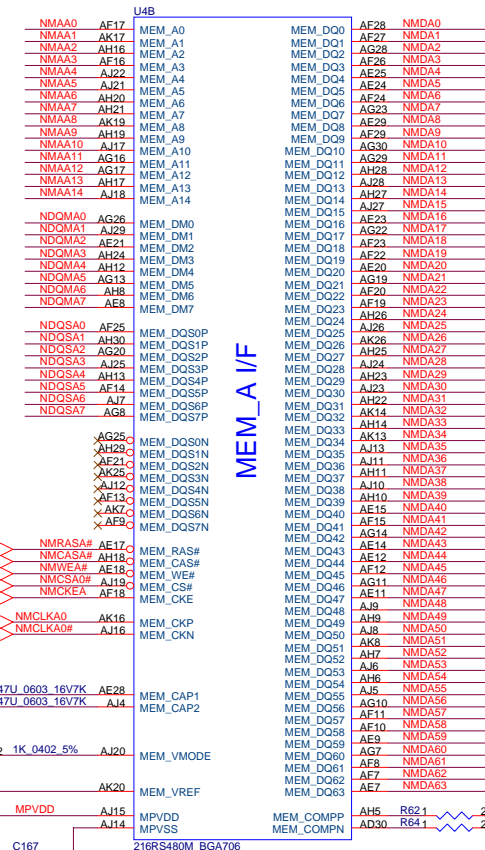 U4B
NMAA0 AF17 MEM_A0
NMAA1 AK17 MEM_A1
NMAA2 AH16 MEM_A2
NMAA3 AF16 MEM_A3
NMAA4 AJ22 MEM_A4
NMAA5 AJ21 MEM_A5
NMAA6 AH20 MEM_A6
NMAA7 AH21 MEM_A7
NMAA8 AK19 MEM_A8
NMAA9 AH19 MEM_A9
NMAA10 AJ17 MEM_A10
NMAA11 AG16 MEM_A11
NMAA12 AG17 MEM_A12
NMAA13 AH17 MEM_A13
NMAA14 AJ18 MEM_A14
NDQMA0 AG26 MEM_DM0
NDQMA1 AJ29 MEM_DM1
NDQMA2 AE21 MEM_DM2
NDQMA3 AH24 MEM_DM3
NDQMA4 AH12 MEM_DM4
NDQMA5 AG13 MEM_DM5
NDQMA6 AH8 MEM_DM6
NDQMA7 AE8 MEM_DM7
NDQSA0 AF25 MEM_DQS0P
NDQSA1 AH30 MEM_DQS1P
NDQSA2 AG20 MEM_DQS2P
NDQSA3 AJ25 MEM_DQS3P
NDQSA4 AH13 MEM_DQS4P
NDQSA5 AF14 MEM_DQS5P
NDQSA6 AJ7 MEM_DQS6P
NDQSA7 AG8 MEM_DQS7P
AG25 MEM_DQS0N
AH29 MEM_DQS1N
AF21 MEM_DQS2N
AK25 MEM_DQS3N
AJ12 MEM_DQS4N
AF13 MEM_DQS5N
AK7 MEM_DQS6N
AF9 MEM_DQS7N
NMRASA# AE17 MEM_RAS#
NMCASA# AH18 MEM_CAS#
NMWEA# AE18 MEM_WE#
NMCSA0# AJ19 MEM_CS#
NMCKEA AF18 MEM_CKE
NMCLKA0 AK16 MEM_CKP
NMCLKA0# AJ16 MEM_CKN
47U_0603_16V7K AE28 MEM_CAP1
47U_0603_16V7K AJ4 MEM_CAP2
2 1K_0402_5% AJ20 MEM_VMODE
AK20 MEM_VREF
MPVDD AJ15 MPVDD
AJ14 MPVSS
C167
MEM_A I/F
MEM_DQ0 AF28 NMDA0
MEM_DQ1 AF27 NMDA1
MEM_DQ2 AG28 NMDA2
MEM_DQ3 AF26 NMDA3
MEM_DQ4 AE25 NMDA4
MEM_DQ5 AE24 NMDA5
MEM_DQ6 AF24 NMDA6
MEM_DQ7 AG23 NMDA7
MEM_DQ8 AE29 NMDA8
MEM_DQ9 AF29 NMDA9
MEM_DQ10 AG30 NMDA10
MEM_DQ11 AG29 NMDA11
MEM_DQ12 AH28 NMDA12
MEM_DQ13 AJ28 NMDA13
MEM_DQ14 AH27 NMDA14
MEM_DQ15 AJ27 NMDA15
MEM_DQ16 AE23 NMDA16
MEM_DQ17 AG22 NMDA17
MEM_DQ18 AF23 NMDA18
MEM_DQ19 AF22 NMDA19
MEM_DQ20 AE20 NMDA20
MEM_DQ21 AG19 NMDA21
MEM_DQ22 AF20 NMDA22
MEM_DQ23 AF19 NMDA23
MEM_DQ24 AH26 NMDA24
MEM_DQ25 AJ26 NMDA25
MEM_DQ26 AK26 NMDA26
MEM_DQ27 AH25 NMDA27
MEM_DQ28 AJ24 NMDA28
MEM_DQ29 AH23 NMDA29
MEM_DQ30 AJ23 NMDA30
MEM_DQ31 AH22 NMDA31
MEM_DQ32 AK14 NMDA32
MEM_DQ33 AH14 NMDA33
MEM_DQ34 AK13 NMDA34
MEM_DQ35 AJ13 NMDA35
MEM_DQ36 AJ11 NMDA36
MEM_DQ37 AH11 NMDA37
MEM_DQ38 AJ10 NMDA38
MEM_DQ39 AH10 NMDA39
MEM_DQ40 AE15 NMDA40
MEM_DQ41 AF15 NMDA41
MEM_DQ42 AG14 NMDA42
MEM_DQ43 AE14 NMDA43
MEM_DQ44 AE12 NMDA44
MEM_DQ45 AF12 NMDA45
MEM_DQ46 AG11 NMDA46
MEM_DQ47 AE11 NMDA47
MEM_DQ48 AJ9 NMDA48
MEM_DQ49 AH9 NMDA49
MEM_DQ50 AJ8 NMDA50
MEM_DQ51 AK8 NMDA51
MEM_DQ52 AH7 NMDA52
MEM_DQ53 AJ6 NMDA53
MEM_DQ54 AH6 NMDA54
MEM_DQ55 AJ5 NMDA55
MEM_DQ56 AG10 NMDA56
MEM_DQ57 AF11 NMDA57
MEM_DQ58 AF10 NMDA58
MEM_DQ59 AE9 NMDA59
MEM_DQ60 AG7 NMDA60
MEM_DQ61 AF8 NMDA61
MEM_DQ62 AF7 NMDA62
MEM_DQ63 AE7 NMDA63
MEM_COMPP AH5 R62 1 2
MEM_COMPN AD30 R64 1 2
216RS480M_BGA706